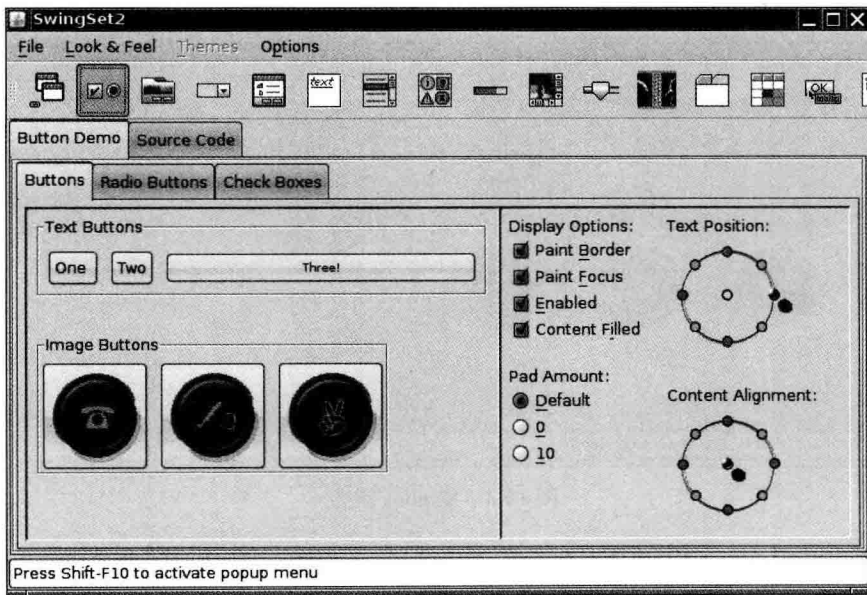 SwingSet2
File Look & Feel Themes Options
text
OK
Button Demo Source Code
Buttons Radio Buttons Check Boxes
Text Buttons
One Two Three!
Image Buttons
Display Options:
Paint Border
Paint Focus
Enabled
Content Filled
Text Position:
Pad Amount:
Default
0
10
Content Alignment:
Press Shift-F10 to activate popup menu